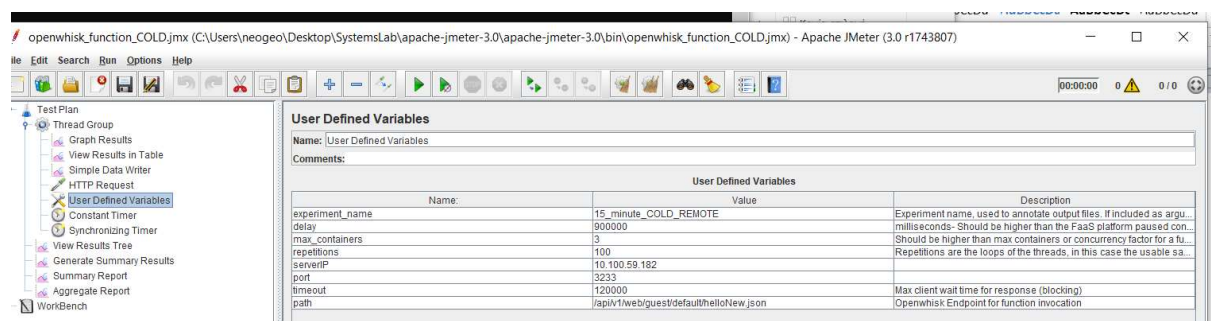 openwhisk_function_COLD.jmx (C:\Users\neogeo\Desktop\SystemsLab\apache-jmeter-3.0\apache-jmeter-3.0\bin\openwhisk_function_COLD.jmx) - Apache JMeter (3.0 r1743807)
ile Edit Search Run Options Help
00:00:00 0 0 / 0
Test Plan
Thread Group
Graph Results
View Results in Table
Simple Data Writer
HTTP Request
User Defined Variables
Constant Timer
Synchronizing Timer
View Results Tree
Generate Summary Results
Summary Report
Aggregate Report
WorkBench
User Defined Variables
Name: User Defined Variables
Comments:
User Defined Variables
Name: Value Description
experiment_name 15_minute_COLD_REMOTE Experiment name, used to annotate output files. If included as argu...
delay 900000 milliseconds- Should be higher than the FaaS platform paused con...
max_containers 3 Should be higher than max containers or concurrency factor for a fu...
repetitions 100 Repetitions are the loops of the threads, in this case the usable sa...
serverIP 10.100.59.182
port 3233
timeout 120000 Max client wait time for response (blocking)
path /api/v1/web/guest/default/helloNew.json Openwhisk Endpoint for function invocation